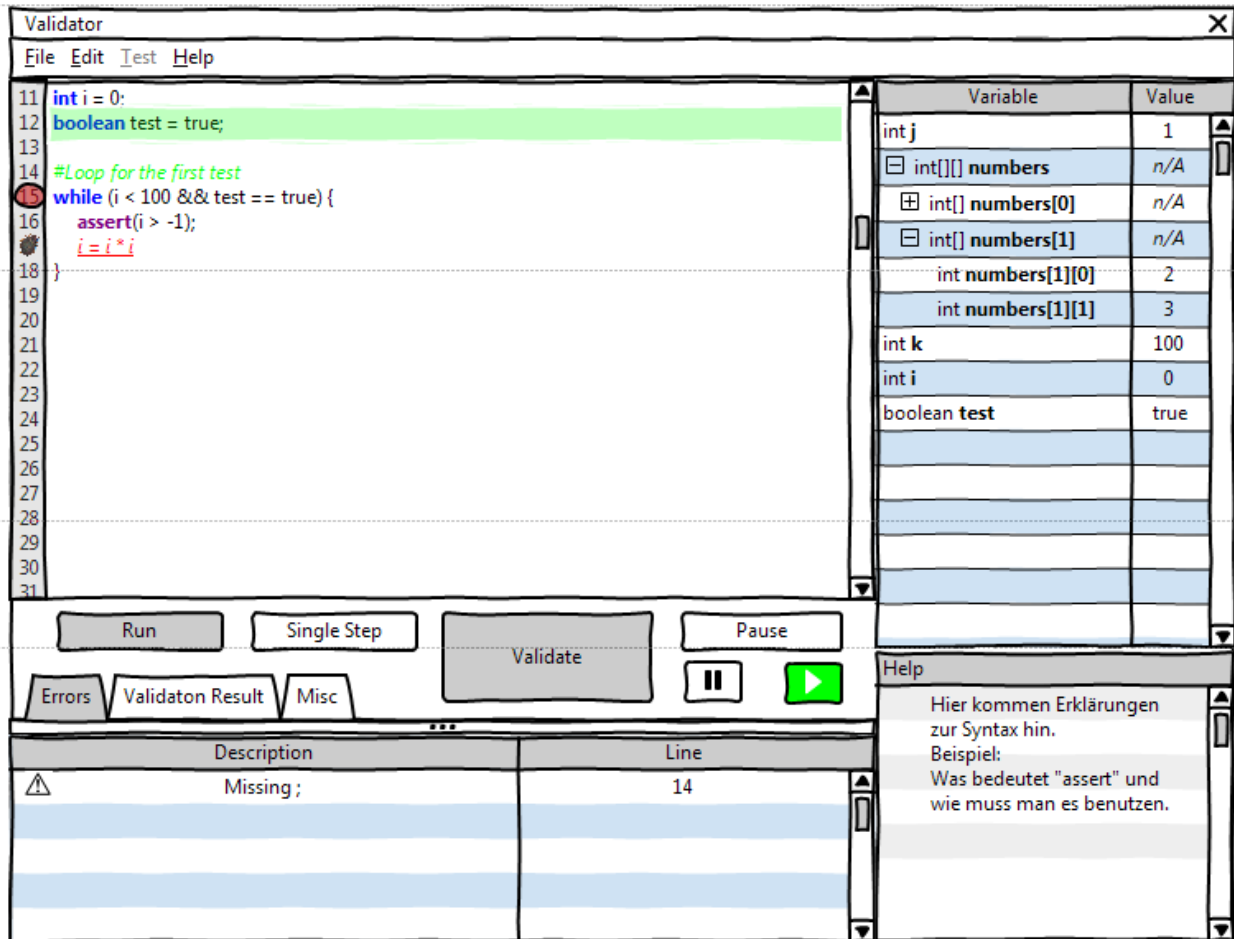 Validator
File Edit Test Help
11 int i = 0:
12 boolean test = true;
13
14 #Loop for the first test
15 while (i < 100 && test == true) {
16 assert(i > -1);
i = i * i
18 }
19
20
21
22
23
24
25
26
27
28
29
30
31
Variable Value
int j 1
int[][] numbers n/A
int[] numbers[0] n/A
int[] numbers[1] n/A
int numbers[1][0] 2
int numbers[1][1] 3
int k 100
int i 0
boolean test true
Run Single Step Validate Pause
Errors Validaton Result Misc
Description Line
Missing ; 14
Help
Hier kommen Erklärungen
zur Syntax hin.
Beispiel:
Was bedeutet "assert" und
wie muss man es benutzen.